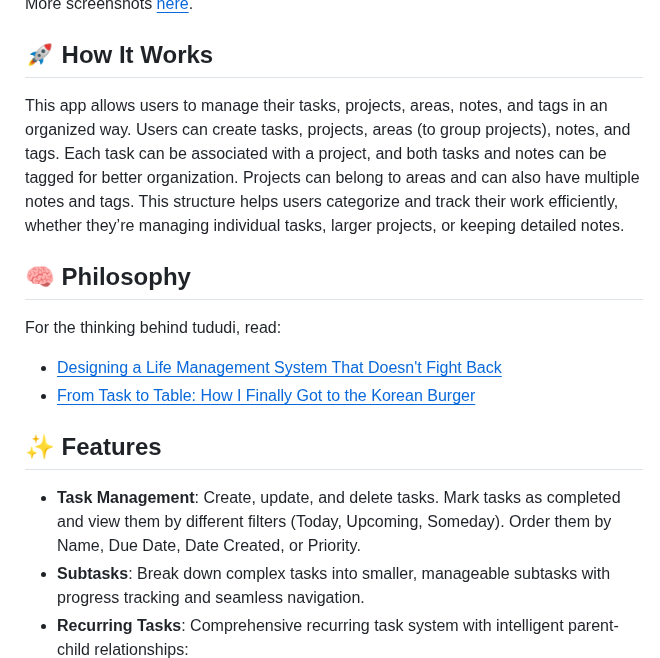 More screenshots here.
🚀 How It Works
This app allows users to manage their tasks, projects, areas, notes, and tags in an
organized way. Users can create tasks, projects, areas (to group projects), notes, and
tags. Each task can be associated with a project, and both tasks and notes can be
tagged for better organization. Projects can belong to areas and can also have multiple
notes and tags. This structure helps users categorize and track their work efficiently,
whether they’re managing individual tasks, larger projects, or keeping detailed notes.
🧠 Philosophy
For the thinking behind tududi, read:
• Designing a Life Management System That Doesn't Fight Back
• From Task to Table: How I Finally Got to the Korean Burger
✨ Features
• Task Management: Create, update, and delete tasks. Mark tasks as completed
and view them by different filters (Today, Upcoming, Someday). Order them by
Name, Due Date, Date Created, or Priority.
• Subtasks: Break down complex tasks into smaller, manageable subtasks with
progress tracking and seamless navigation.
• Recurring Tasks: Comprehensive recurring task system with intelligent parent-
child relationships: